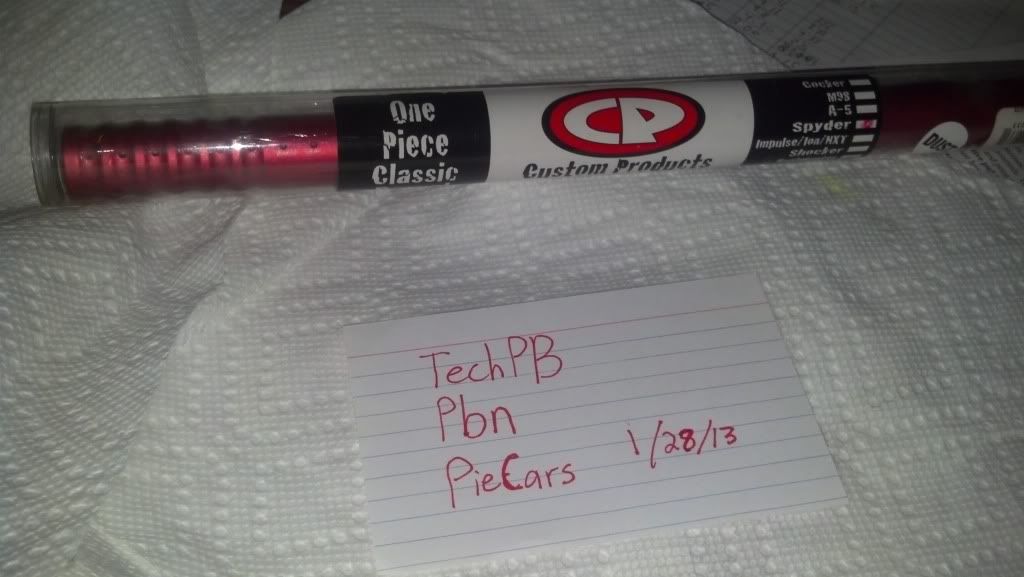 One
Piece
Classic
CP
Custom Products
Cocker
M98
A-5
Spyder
Impulse/Ion/NXT
Shocker
DUST
TechPB
Pbn
PieCars
1/28/13